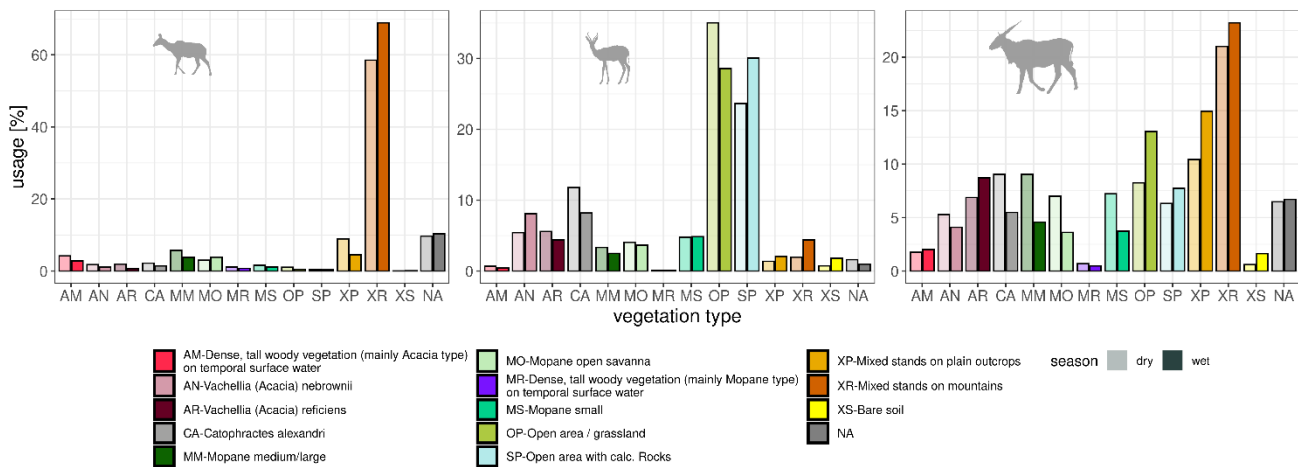 usage [%]
60
40
20
0
AM AN AR CA MM MO MR MS OP SP XP XR XS NA
30
20
10
0
AM AN AR CA MM MO MR MS OP SP XP XR XS NA
20
15
10
5
0
AM AN AR CA MM MO MR MS OP SP XP XR XS NA
vegetation type
AM-Dense, tall woody vegetation (mainly Acacia type)
on temporal surface water
AN-Vachellia (Acacia) nebrownii
AR-Vachellia (Acacia) reficiens
CA-Catophractes alexandri
MM-Mopane medium/large
MO-Mopane open savanna
MR-Dense, tall woody vegetation (mainly Mopane type)
on temporal surface water
MS-Mopane small
OP-Open area / grassland
SP-Open area with calc. Rocks
XP-Mixed stands on plain outcrops
XR-Mixed stands on mountains
XS-Bare soil
NA
season dry wet